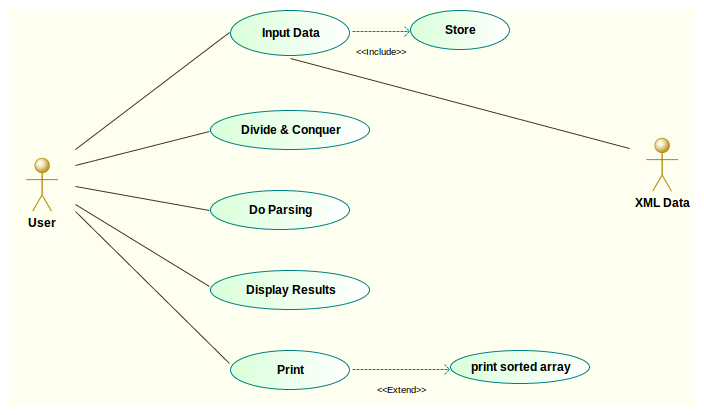 Input Data
Store
<<Include>>
Divide & Conquer
User
XML Data
Do Parsing
Display Results
Print
print sorted array
<<Extend>>